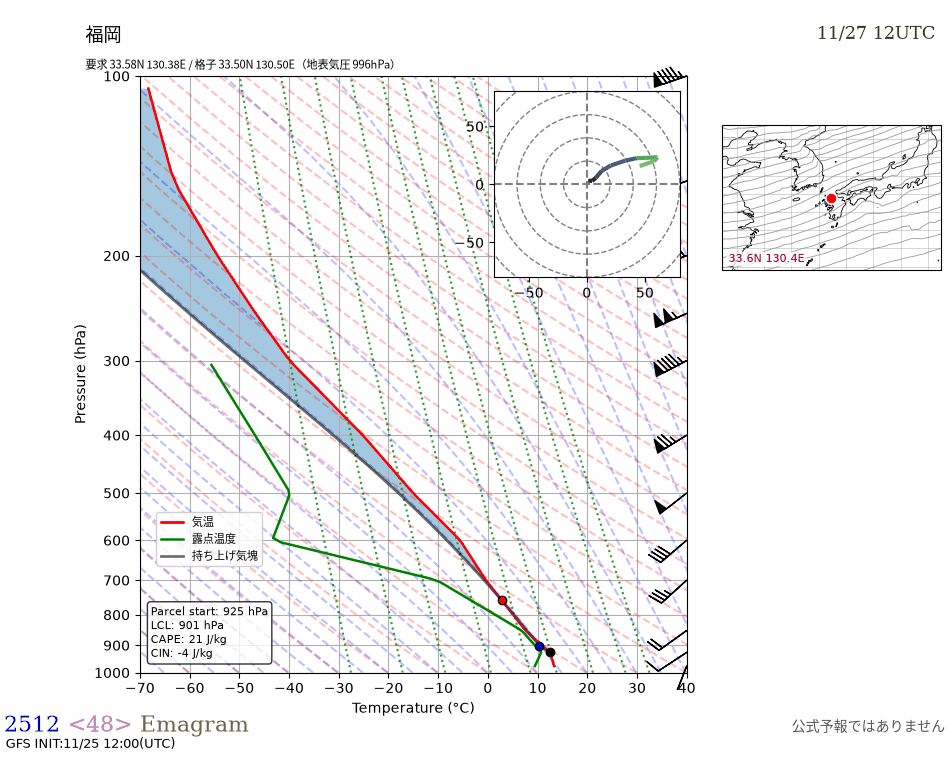 福岡
11/27 12UTC
要求 33.58N 130.38E / 格子 33.50N 130.50E（地表気圧 996hPa）
100
200
300
400
500
600
700
800
900
1000
Pressure (hPa)
50
0
−50
−50 0 50
33.6N 130.4E
気温
露点温度
持ち上げ気塊
Parcel start: 925 hPa
LCL: 901 hPa
CAPE: 21 J/kg
CIN: -4 J/kg
−70 −60 −50 −40 −30 −20 −10 0 10 20 30 40
Temperature (°C)
2512 <48> Emagram
公式予報ではありません
GFS INIT:11/25 12:00(UTC)